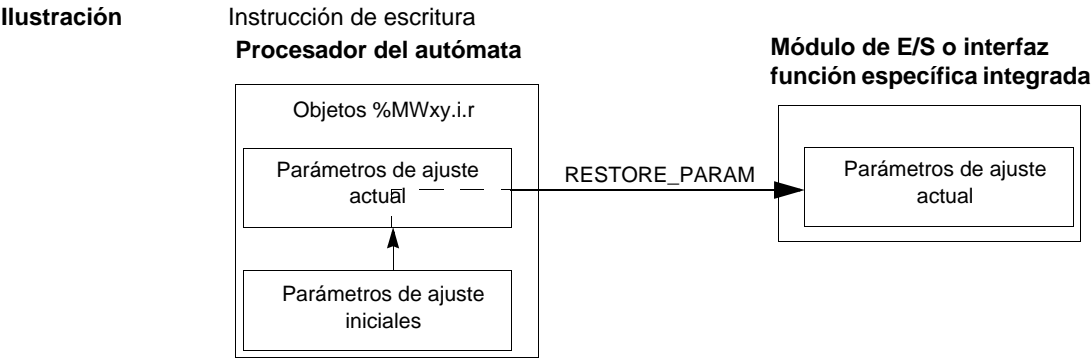 Ilustración
Instrucción de escritura
Procesador del autómata
Módulo de E/S o interfaz
función específica integrada
Objetos %MWxy.i.r
Parámetros de ajuste
actual
RESTORE_PARAM
Parámetros de ajuste
actual
Parámetros de ajuste
iniciales